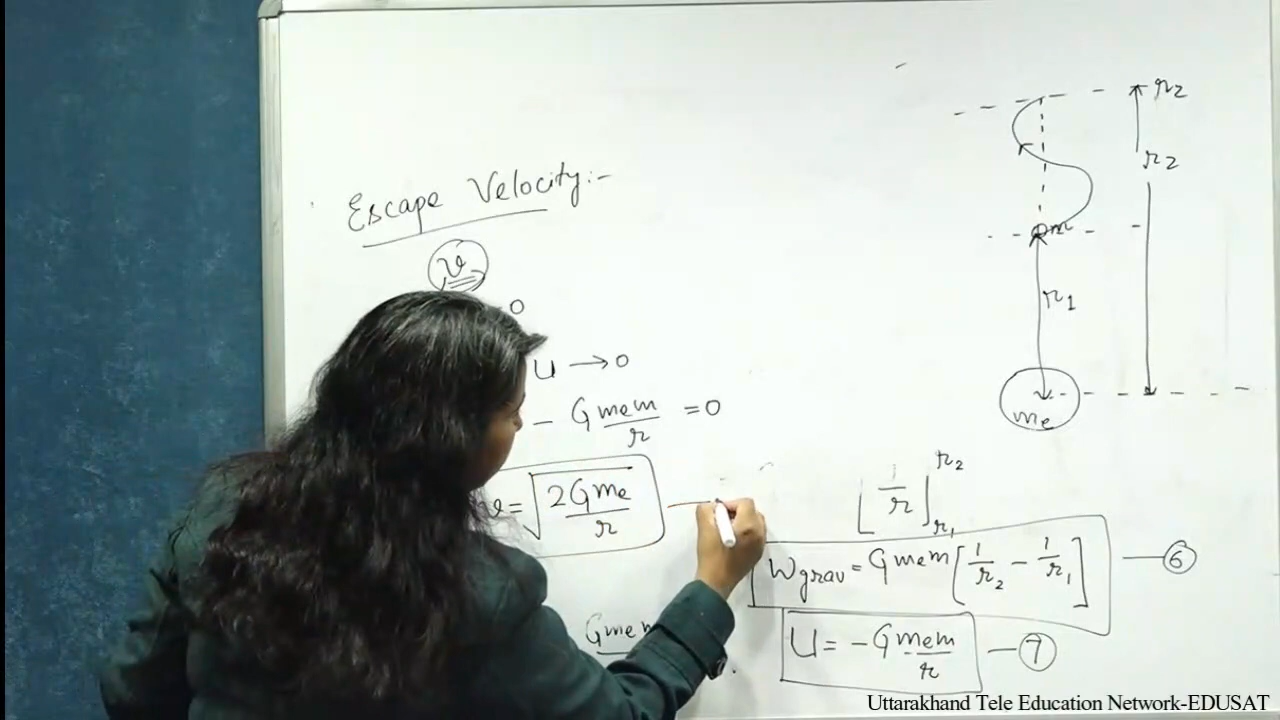 Escape Velocity:-
v
0
U → 0
- G mem/r = 0
v = √(2Gme/r)
Gmem
r2
r2
m
r1
me
[1/r]r1 r2
Wgrav = Gmem[1/r2 - 1/r1] — 6
U = -Gmem/r — 7
Uttarakhand Tele Education Network-EDUSAT